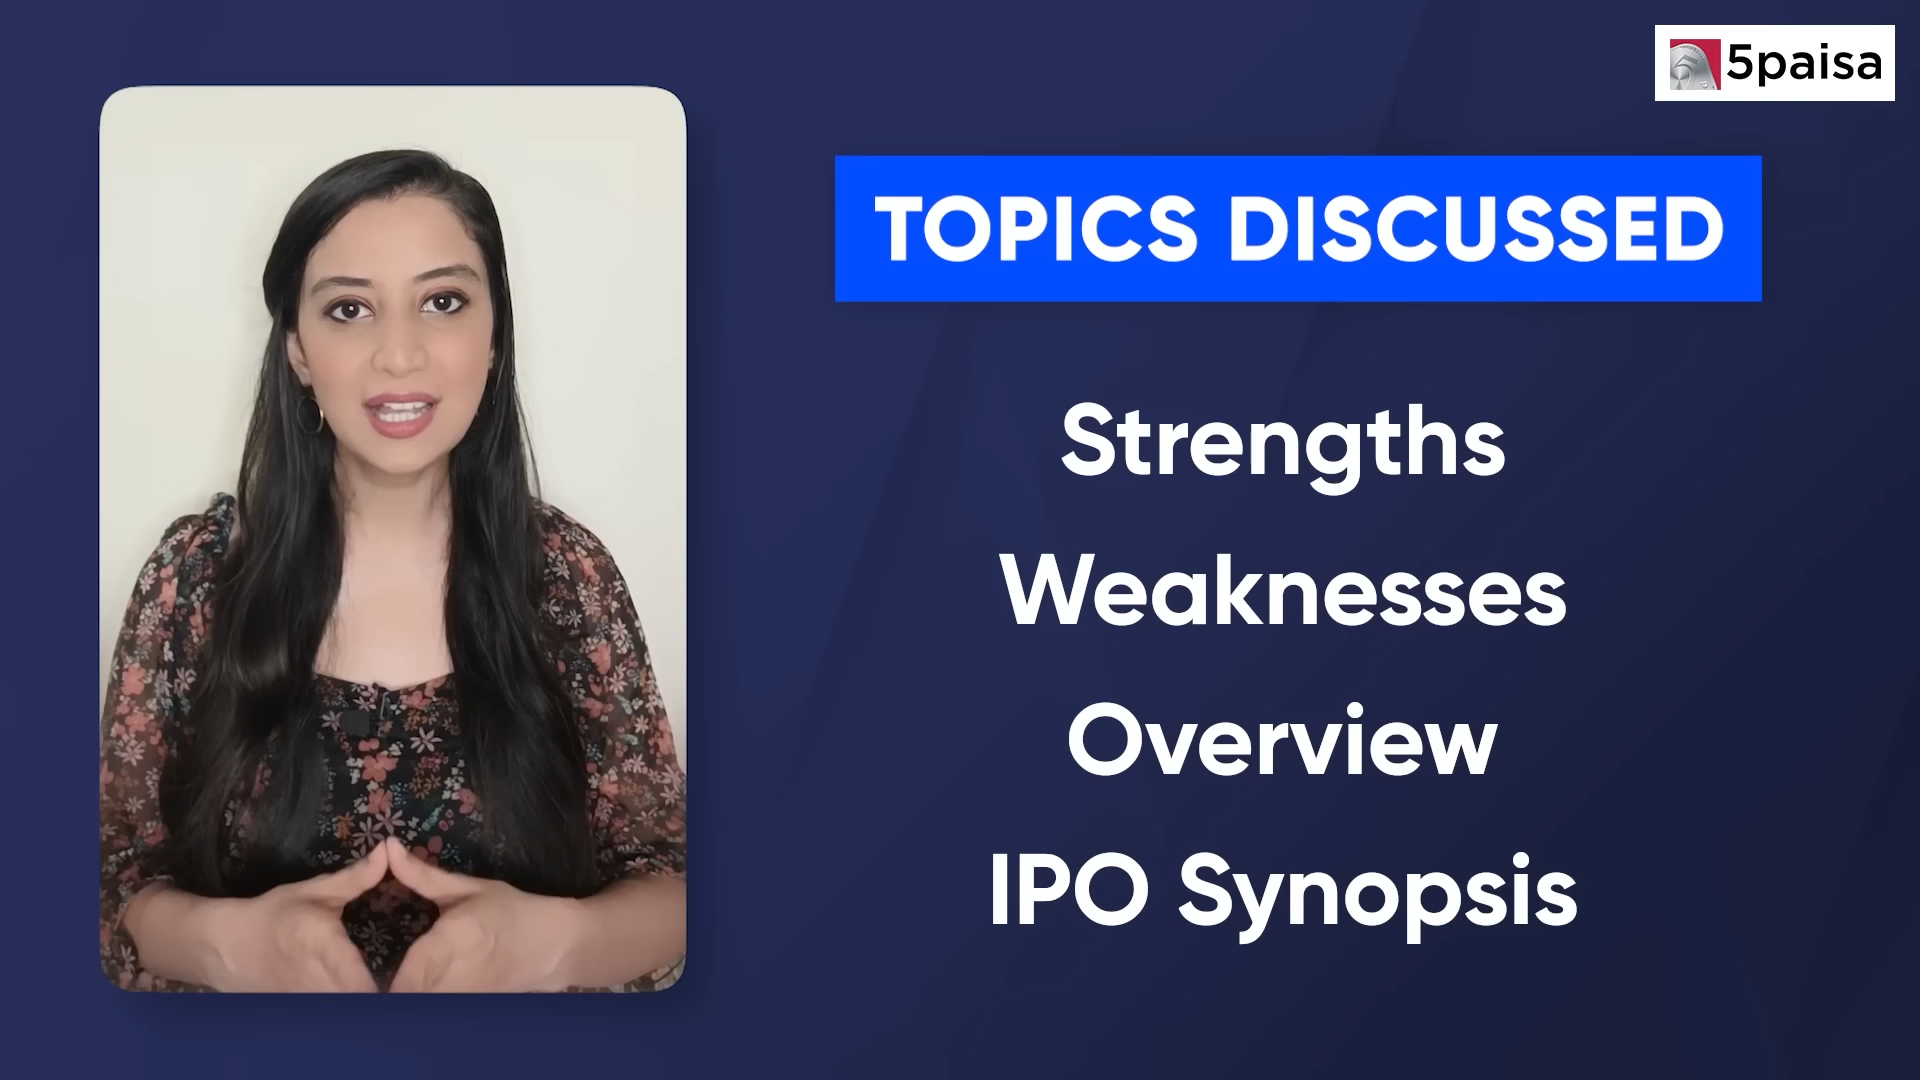 5paisa
TOPICS DISCUSSED
Strengths
Weaknesses
Overview
IPO Synopsis